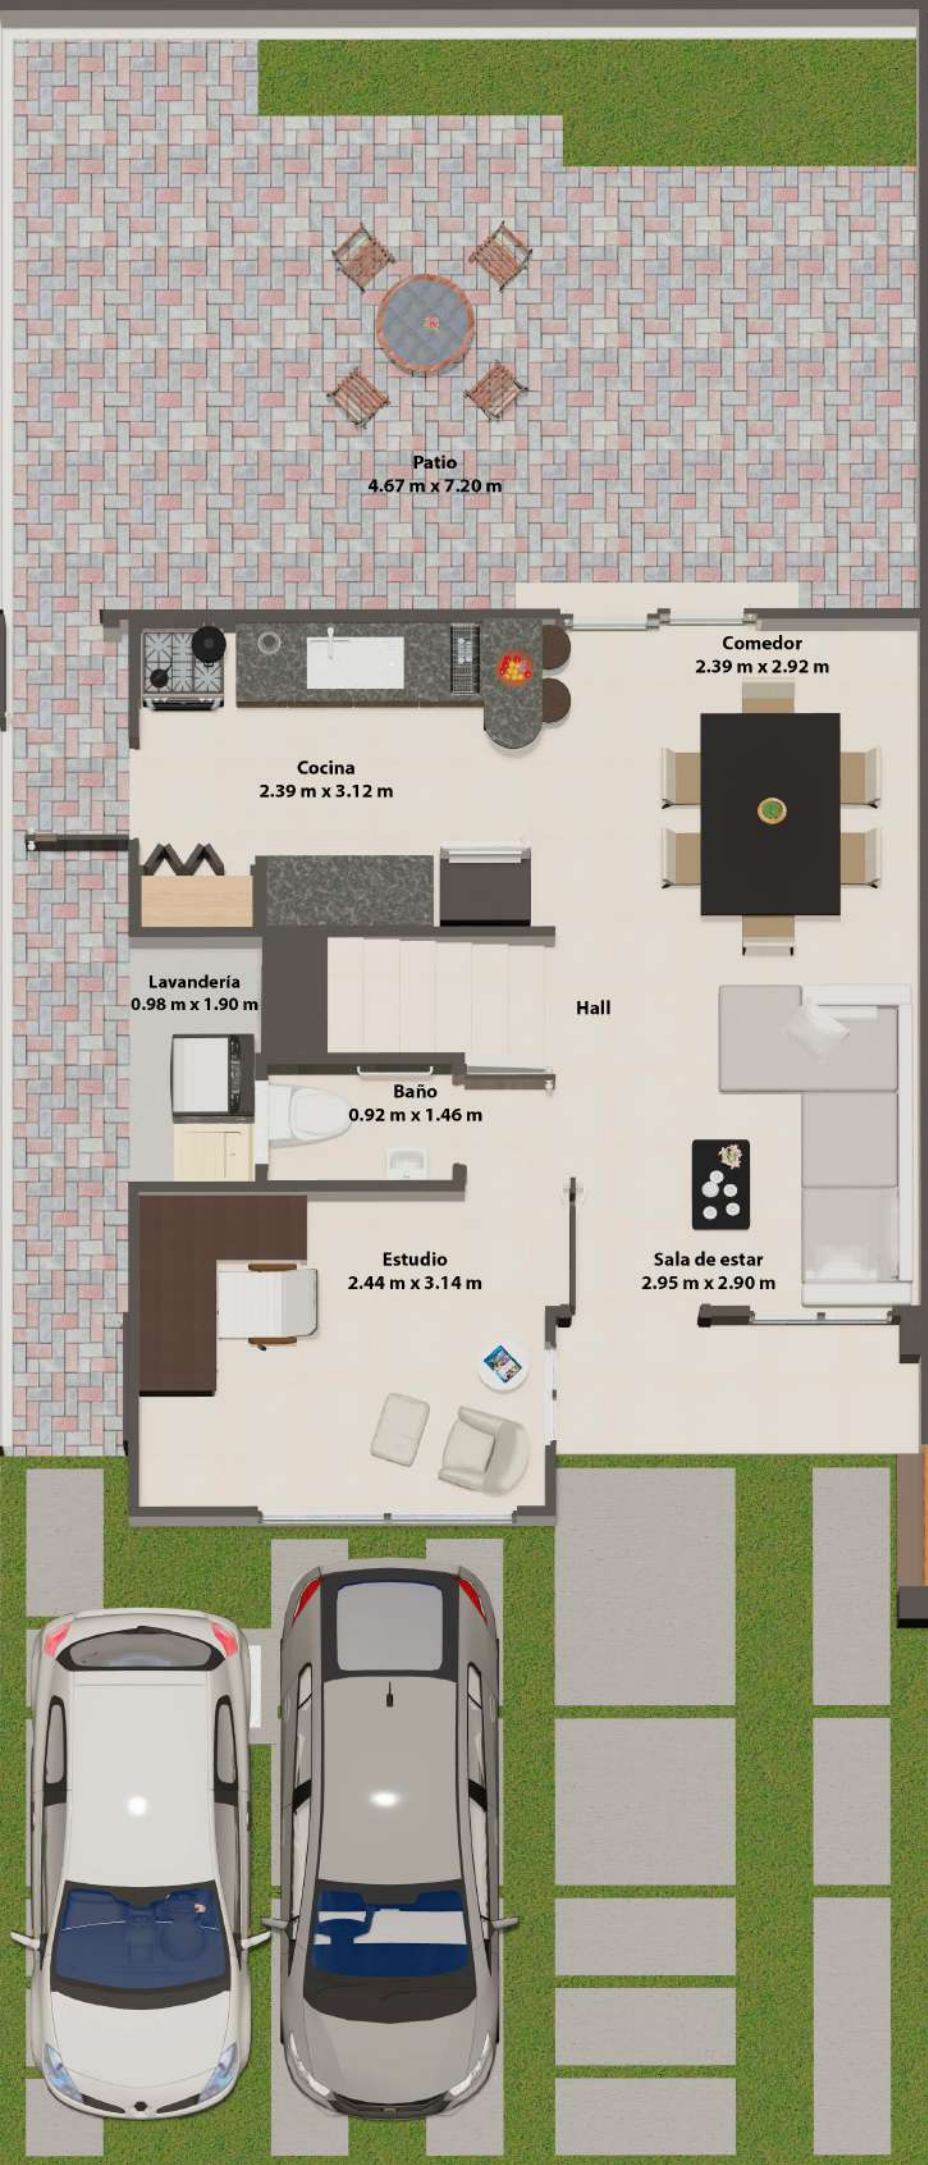 Patio
4.67 m x 7.20 m
Comedor
2.39 m x 2.92 m
Cocina
2.39 m x 3.12 m
Lavandería
0.98 m x 1.90 m
Hall
Baño
0.92 m x 1.46 m
Estudio
2.44 m x 3.14 m
Sala de estar
2.95 m x 2.90 m